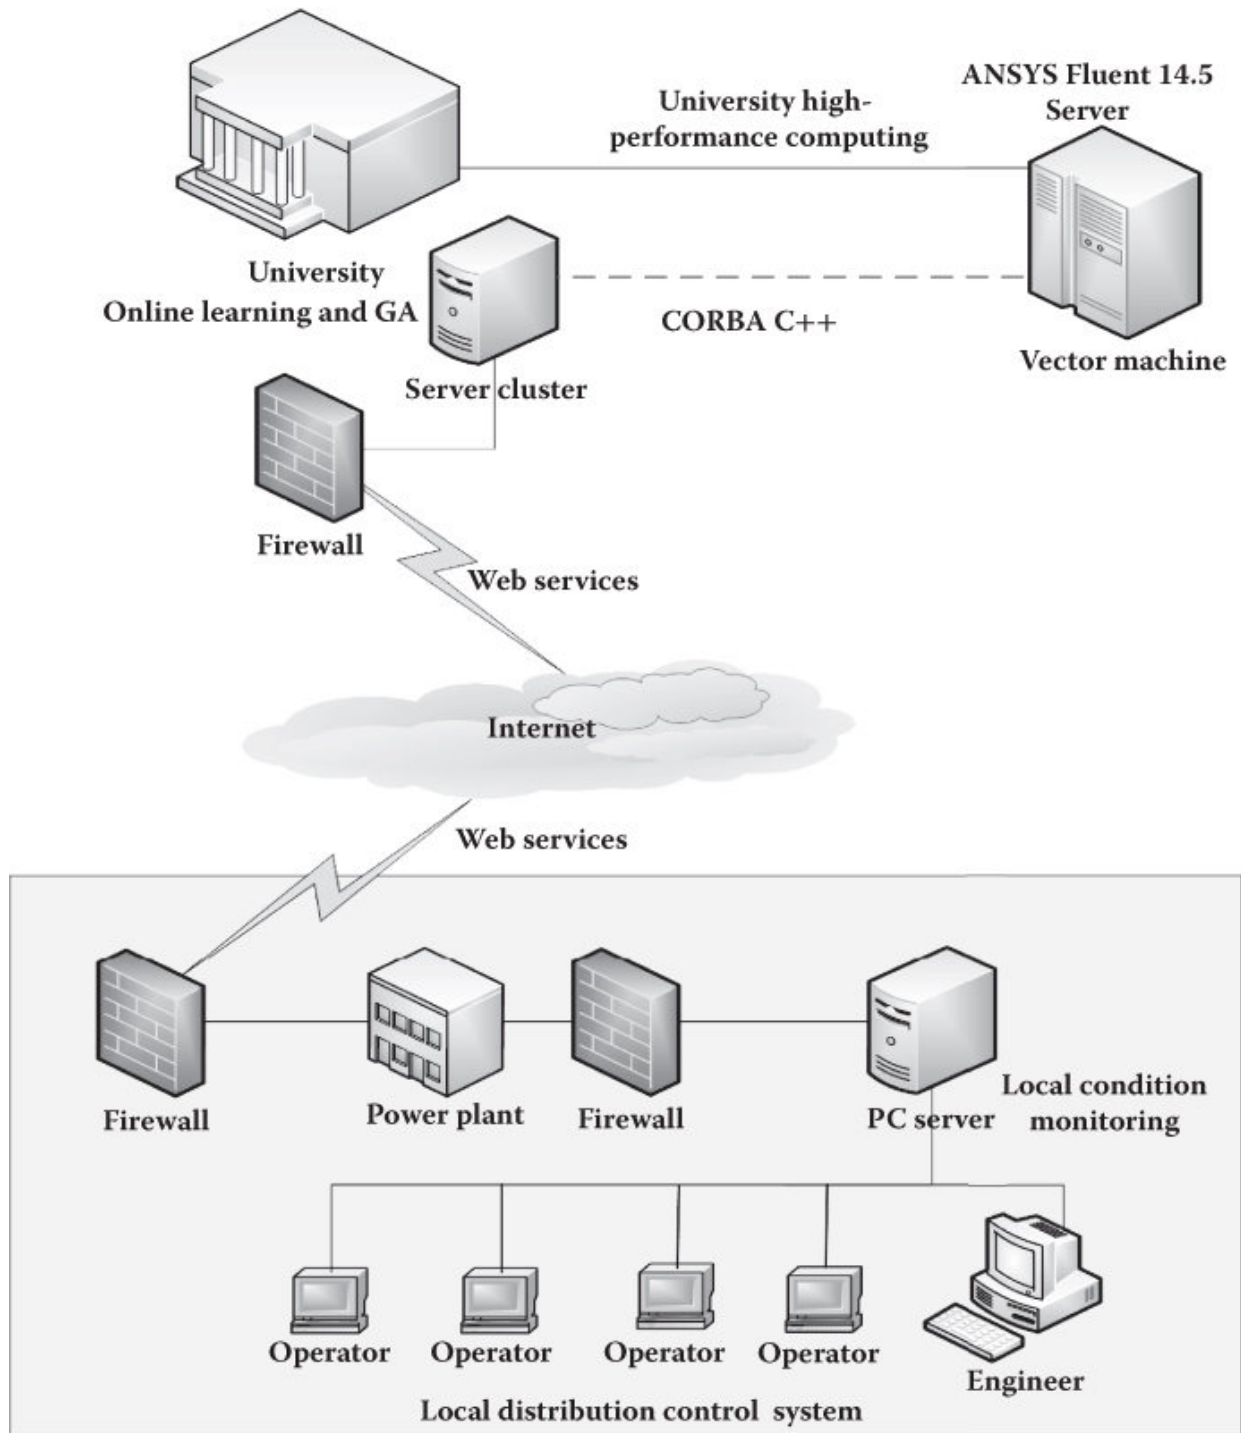 ANSYS Fluent 14.5
Server
University high-
performance computing
University
Online learning and GA
CORBA C++
Vector machine
Server cluster
Firewall
Web services
Internet
Web services
Firewall
Power plant
Firewall
PC server
Local condition
monitoring
Operator
Operator
Operator
Operator
Engineer
Local distribution control system